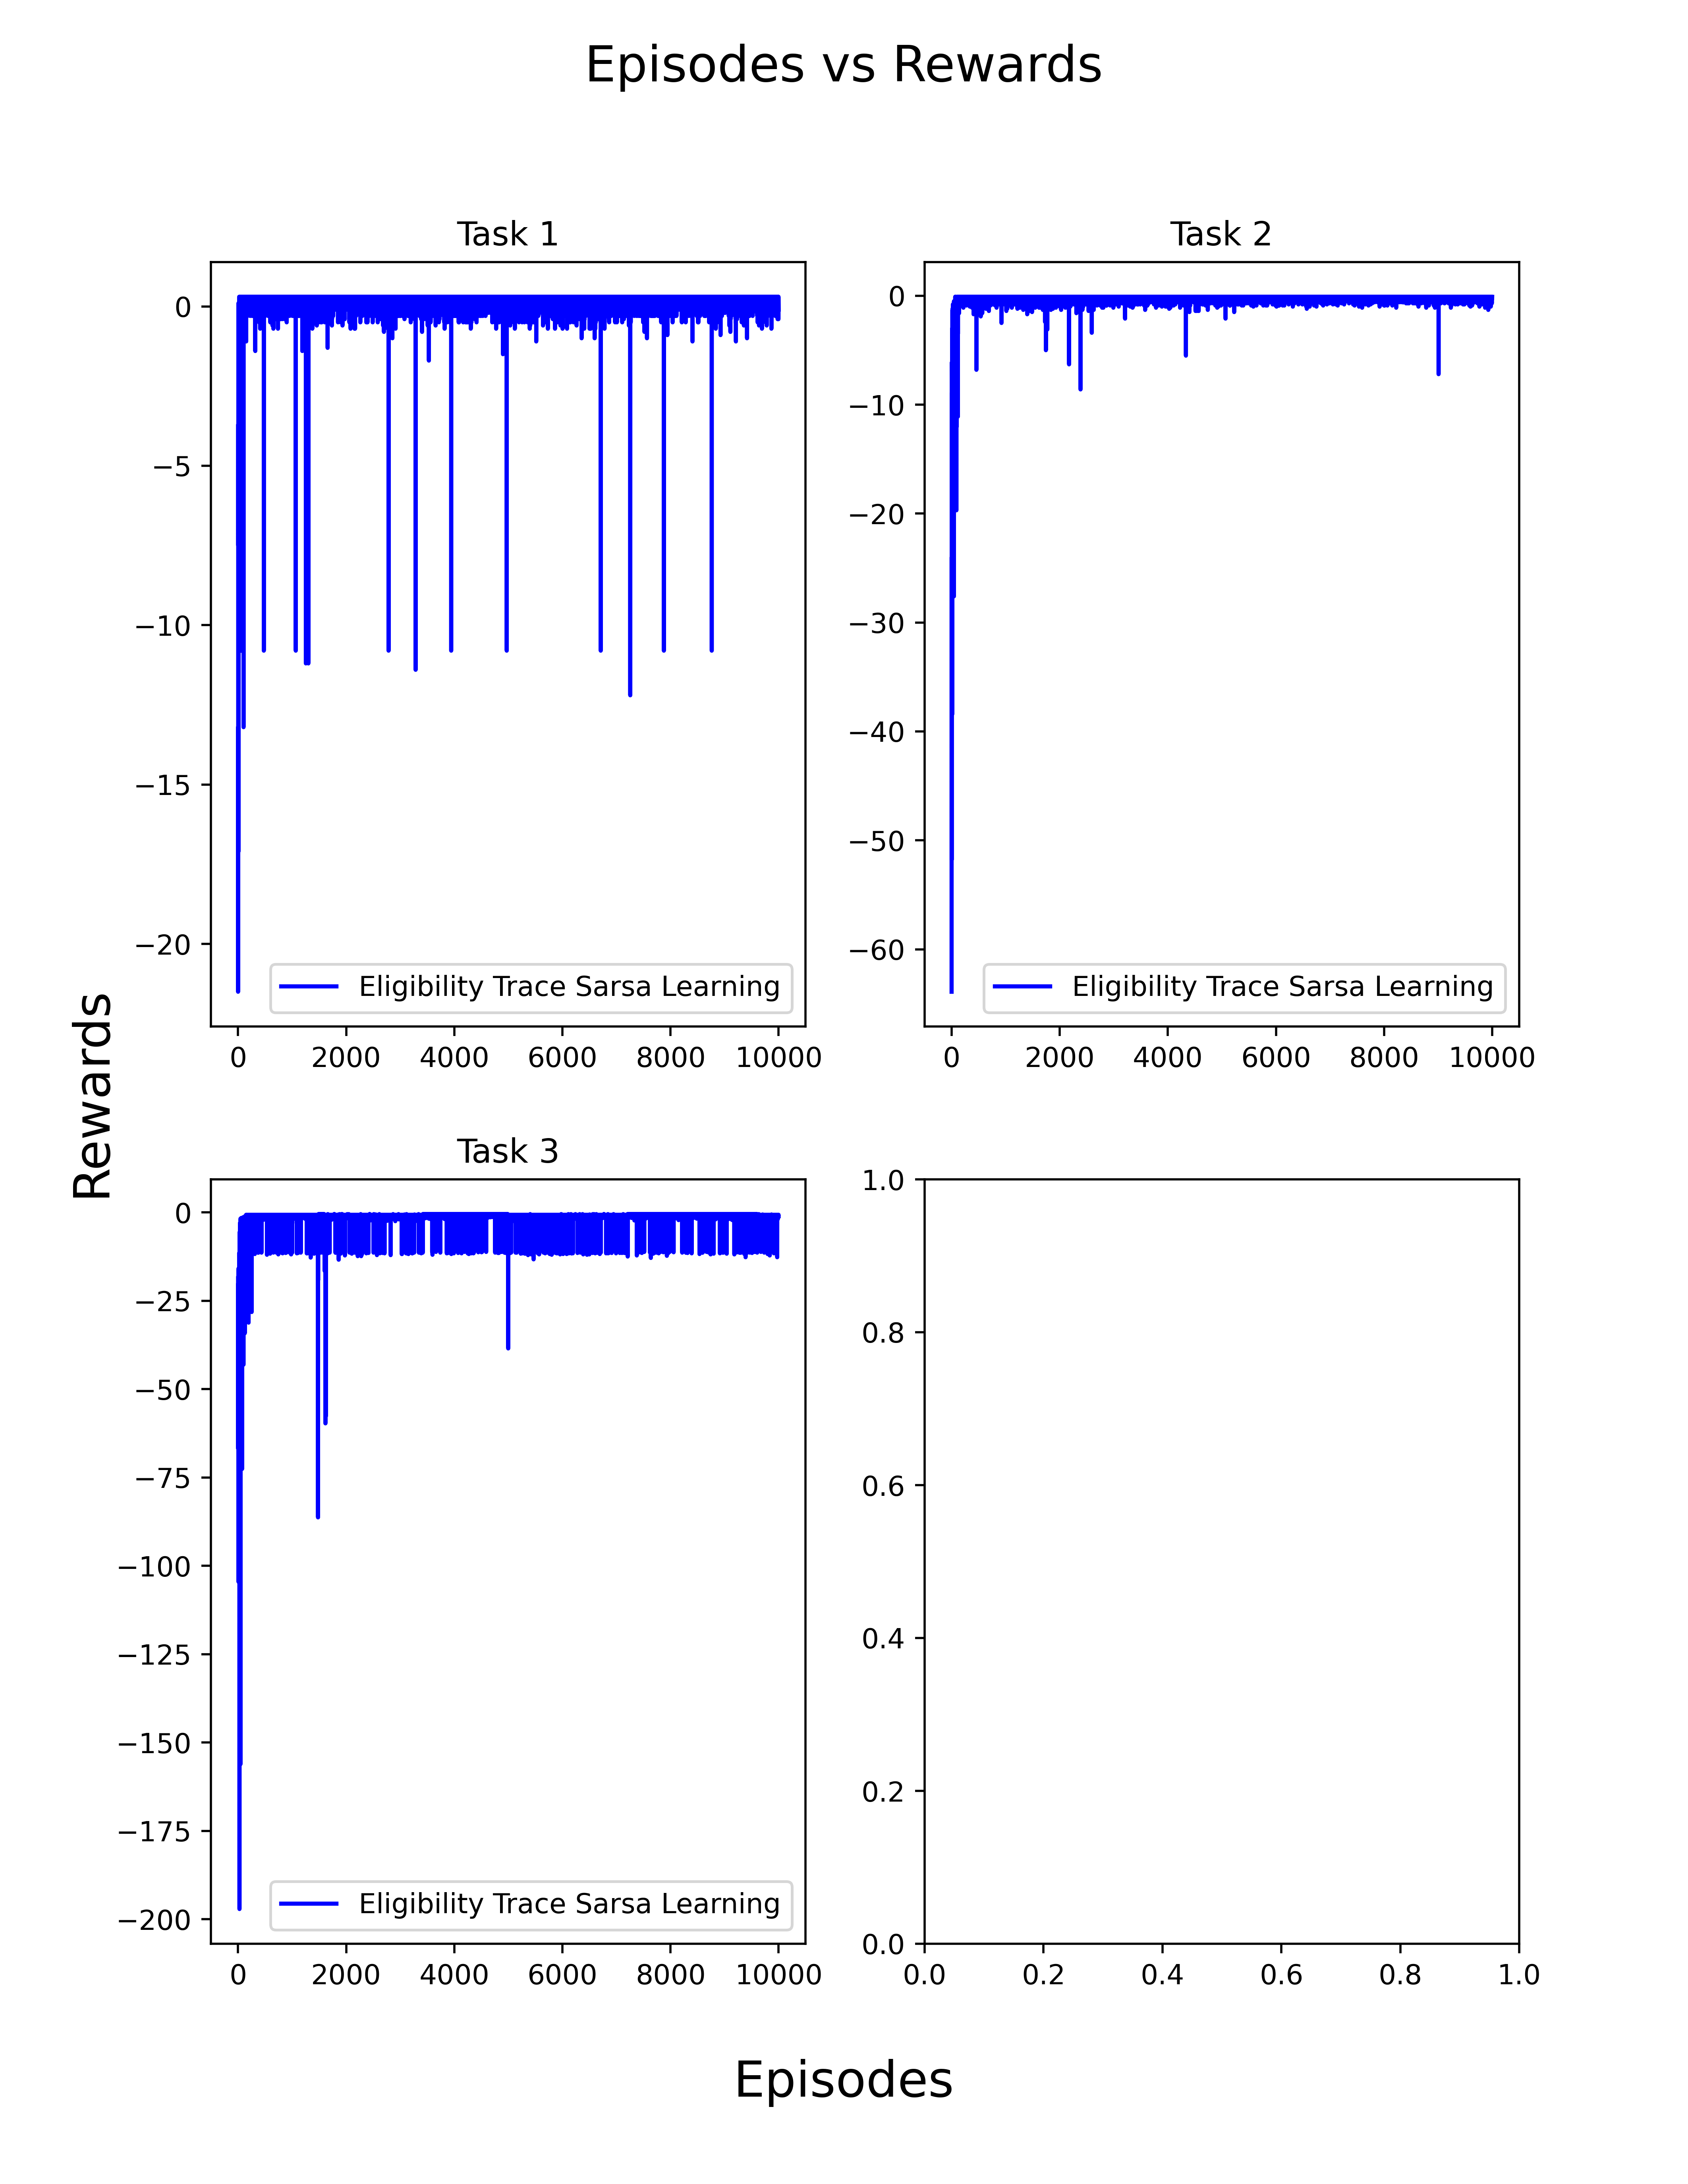 Episodes vs Rewards
Task 1
0
−5
−10
−15
−20
0 2000 4000 6000 8000 10000
Eligibility Trace Sarsa Learning
Task 2
0
−10
−20
−30
−40
−50
−60
0 2000 4000 6000 8000 10000
Eligibility Trace Sarsa Learning
Rewards
Task 3
0
−25
−50
−75
−100
−125
−150
−175
−200
0 2000 4000 6000 8000 10000
Eligibility Trace Sarsa Learning
1.0
0.8
0.6
0.4
0.2
0.0
0.0 0.2 0.4 0.6 0.8 1.0
Episodes